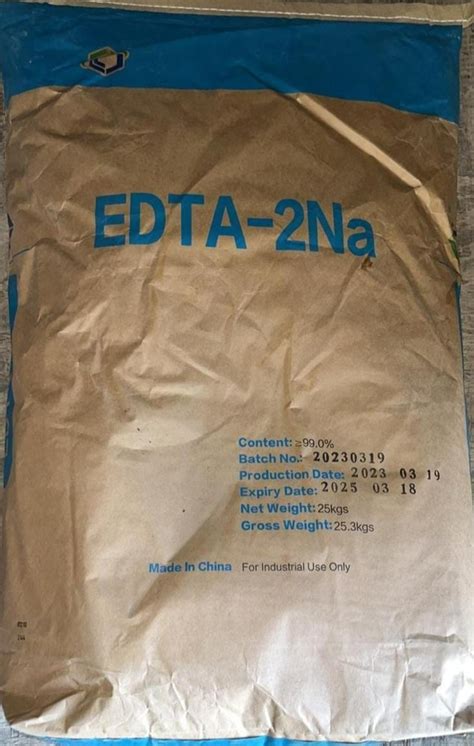 EDTA-2Na
Content: ≥99.0%
Batch No.: 20230319
Production Date: 2023 03 19
Expiry Date: 2025 03 18
Net Weight: 25kgs
Gross Weight: 25.3kgs
Made In China For Industrial Use Only